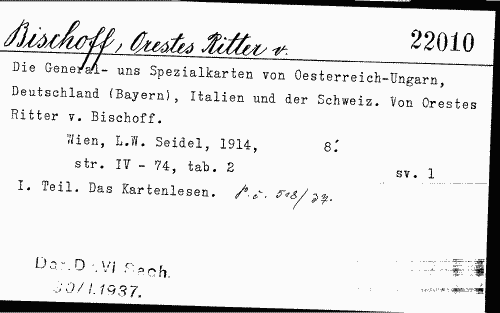 Bischoff, Orestes Ritter v. 22010
Die General- uns Spezialkarten von Oesterreich-Ungarn,
Deutschland (Bayern), Italien und der Schweiz. Von Orestes
Ritter v. Bischoff.
Wien, L.W. Seidel, 1914, 8.°
str. IV - 74, tab. 2 sv. 1
I. Teil. Das Kartenlesen.
Dar. Dr. Vl. Sach.
30/I.1937.